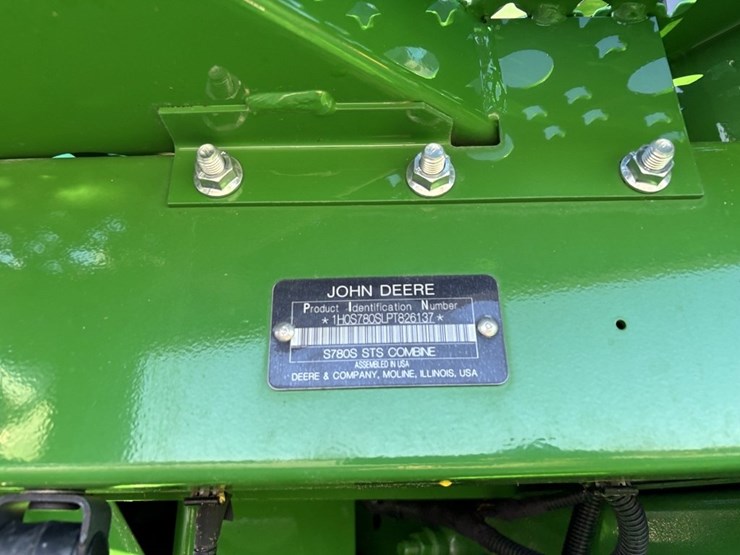 JOHN DEERE
Product Identification Number
*1H0S780SLPT826137*
S780S STS COMBINE
ASSEMBLED IN USA
DEERE & COMPANY, MOLINE, ILLINOIS, USA